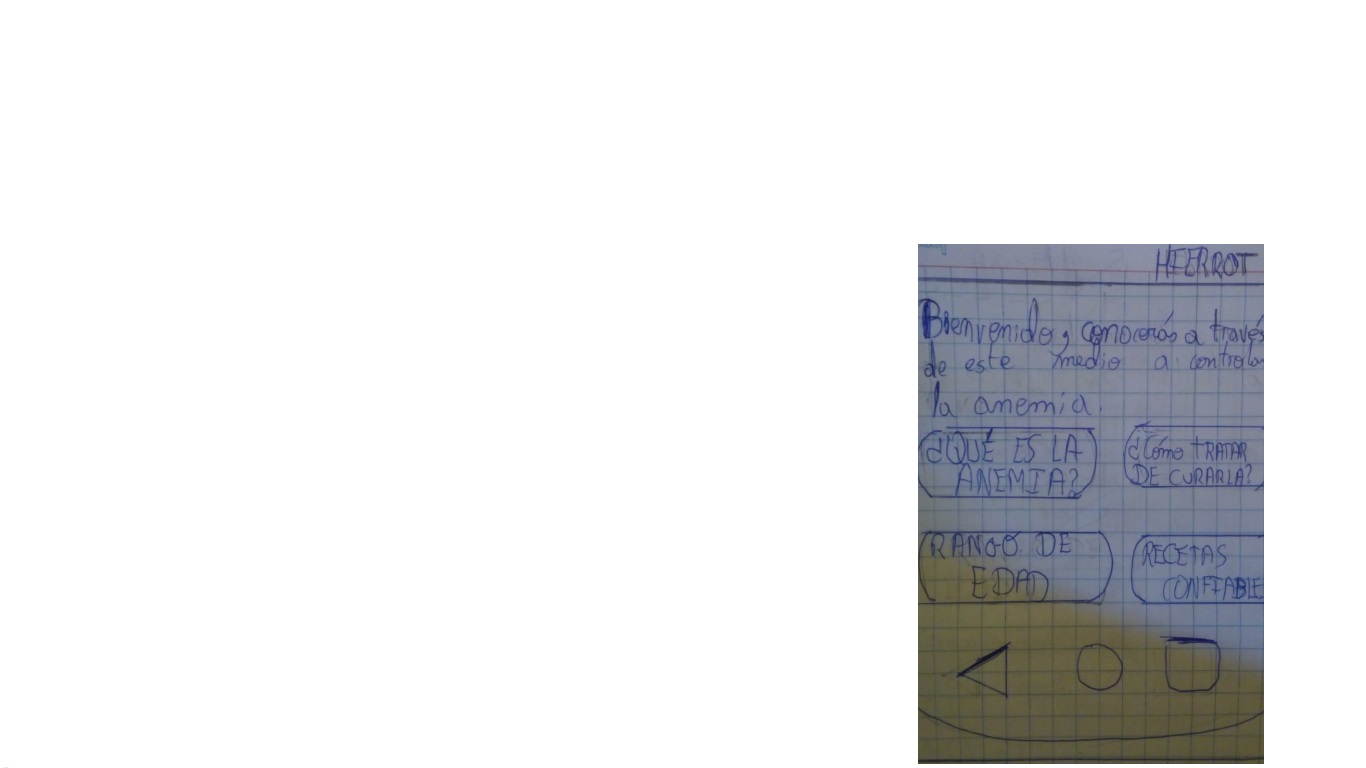 HIERROT
Bienvenido, conocerás a través
de este medio a controlar
la anemia.
¿QUÉ ES LA
ANEMIA?
¿Cómo TRATAR
DE CURARLA?
RANGO DE
EDAD
RECETAS
CONFIABLE